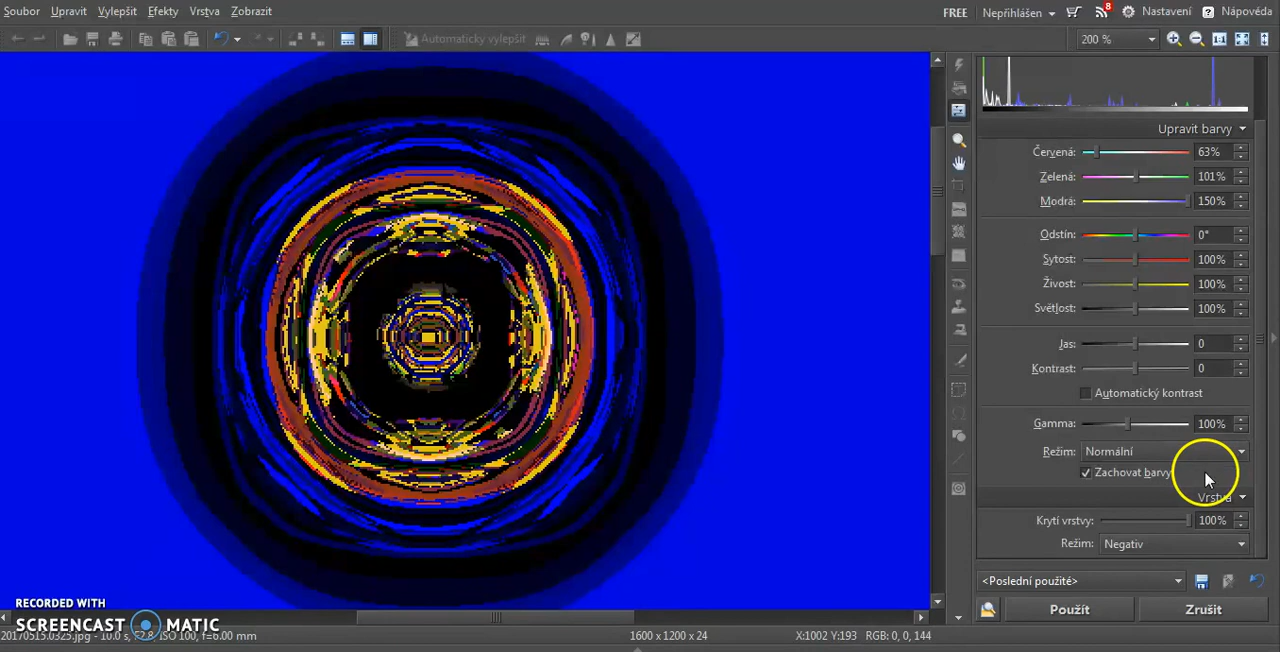 Soubor Upravit Vylepšit Efekty Vrstva Zobrazit
FREE Nepřihlášen 8 Nastavení ? Nápověda
Automaticky vylepšit
200 %
Upravit barvy
Červená: 63%
Zelená: 101%
Modrá: 150%
Odstín: 0°
Sytost: 100%
Živost: 100%
Světlost: 100%
Jas: 0
Kontrast: 0
Automatický kontrast
Gamma: 100%
Režim: Normální
Zachovat barvy
Vrstva
Krytí vrstvy: 100%
Režim: Negativ
<Poslední použité>
Použít Zrušit
RECORDED WITH
SCREENCAST MATIC
20170515.0325.jpg - 10.0 s, F2.8, ISO 100, f=6.00 mm
1600 x 1200 x 24
X:1002 Y:193
RGB: 0, 0, 144